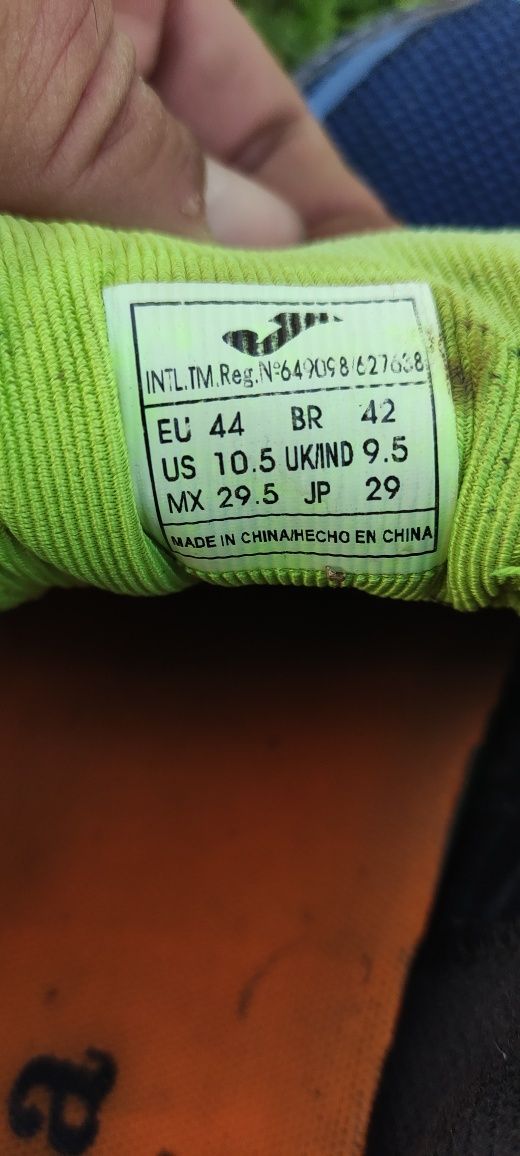 INTL.TM.Reg.Nº649098/627638
EU 44 BR 42
US 10.5 UK/IND 9.5
MX 29.5 JP 29
MADE IN CHINA/HECHO EN CHINA
a